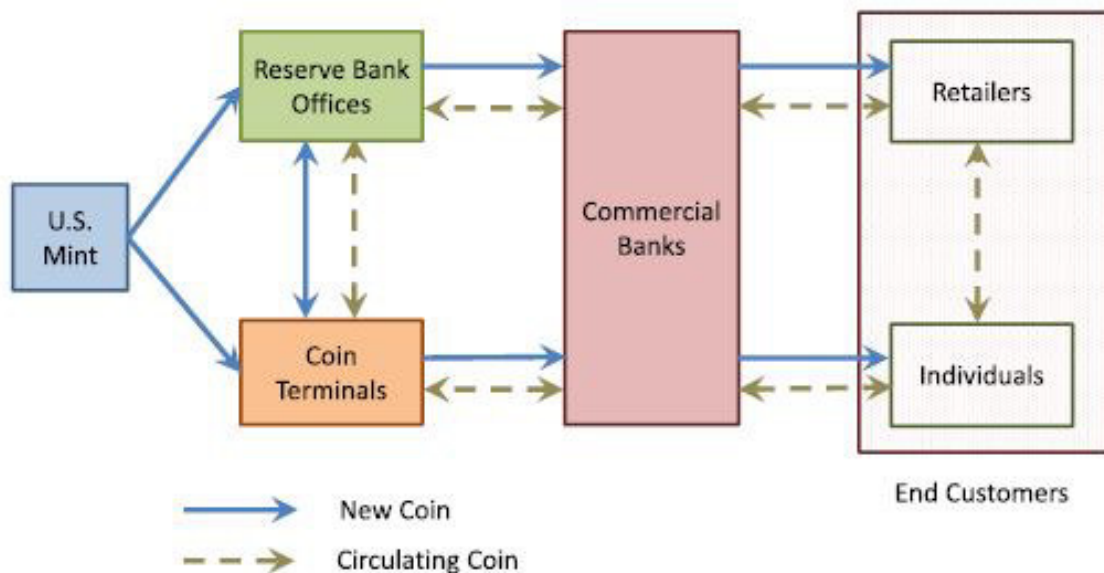 Reserve Bank
Offices
U.S.
Mint
Coin
Terminals
Commercial
Banks
Retailers
Individuals
End Customers
New Coin
Circulating Coin